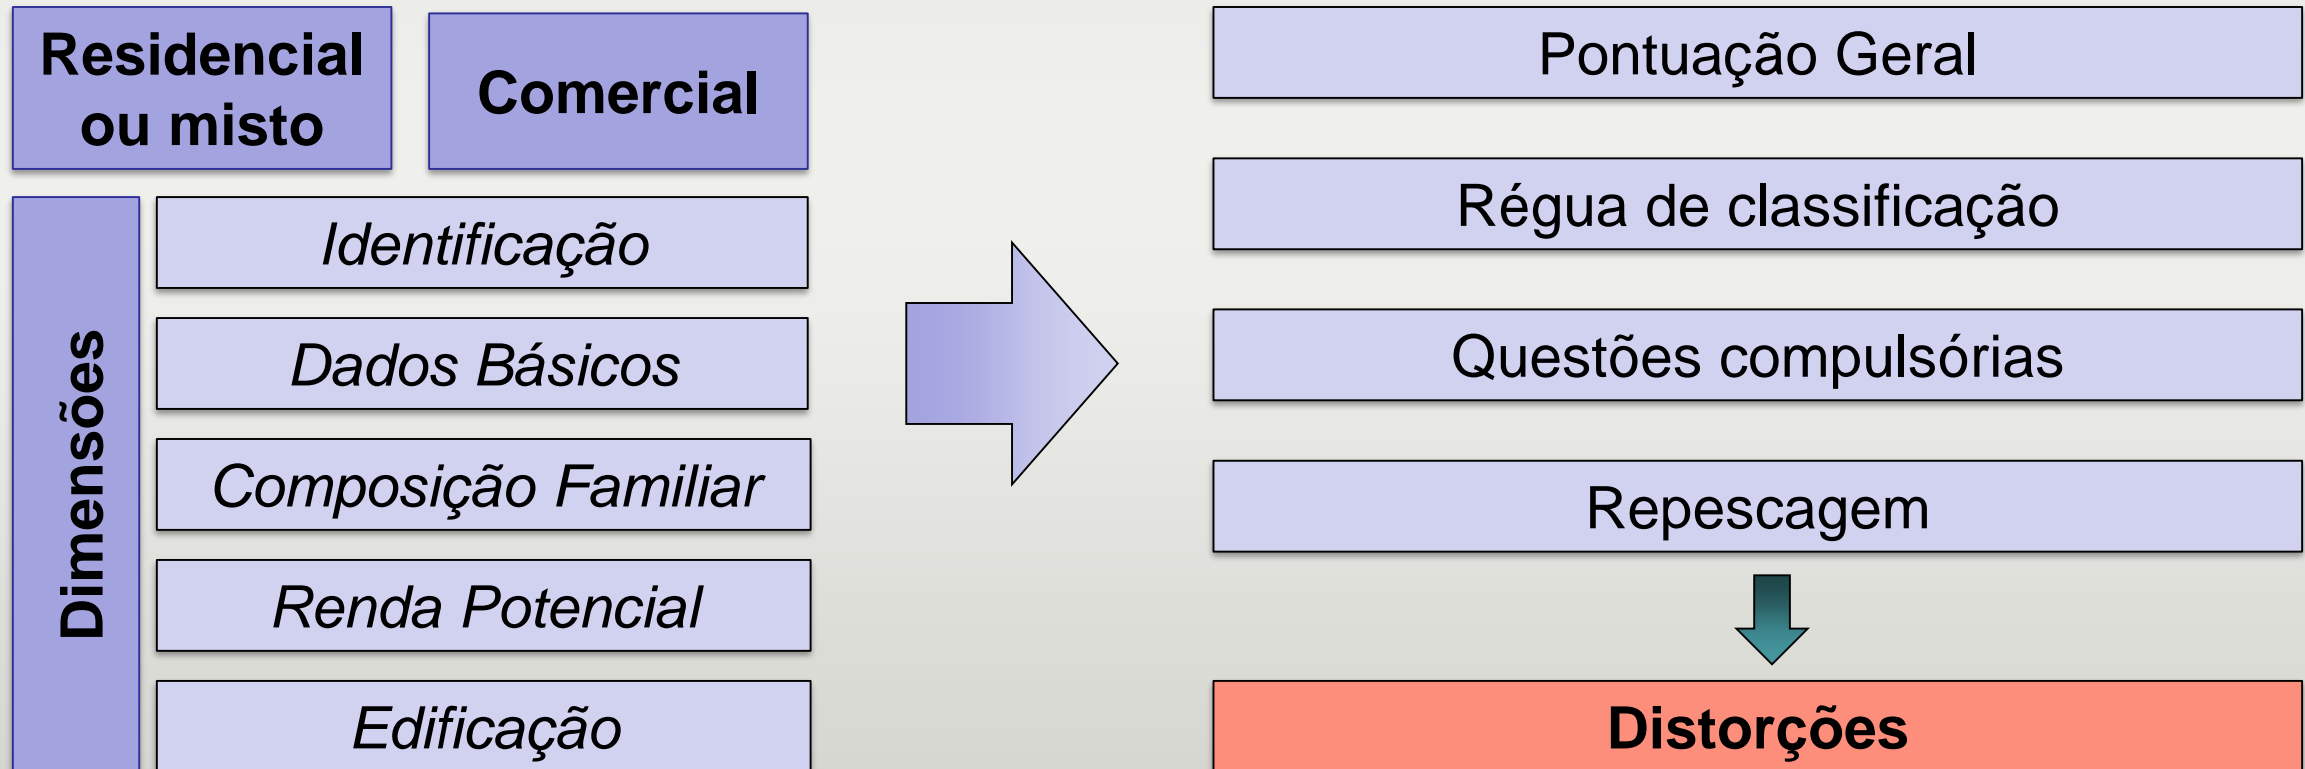 Residencial
ou misto
Comercial
Dimensões
Identificação
Dados Básicos
Composição Familiar
Renda Potencial
Edificação
Pontuação Geral
Régua de classificação
Questões compulsórias
Repescagem
Distorções